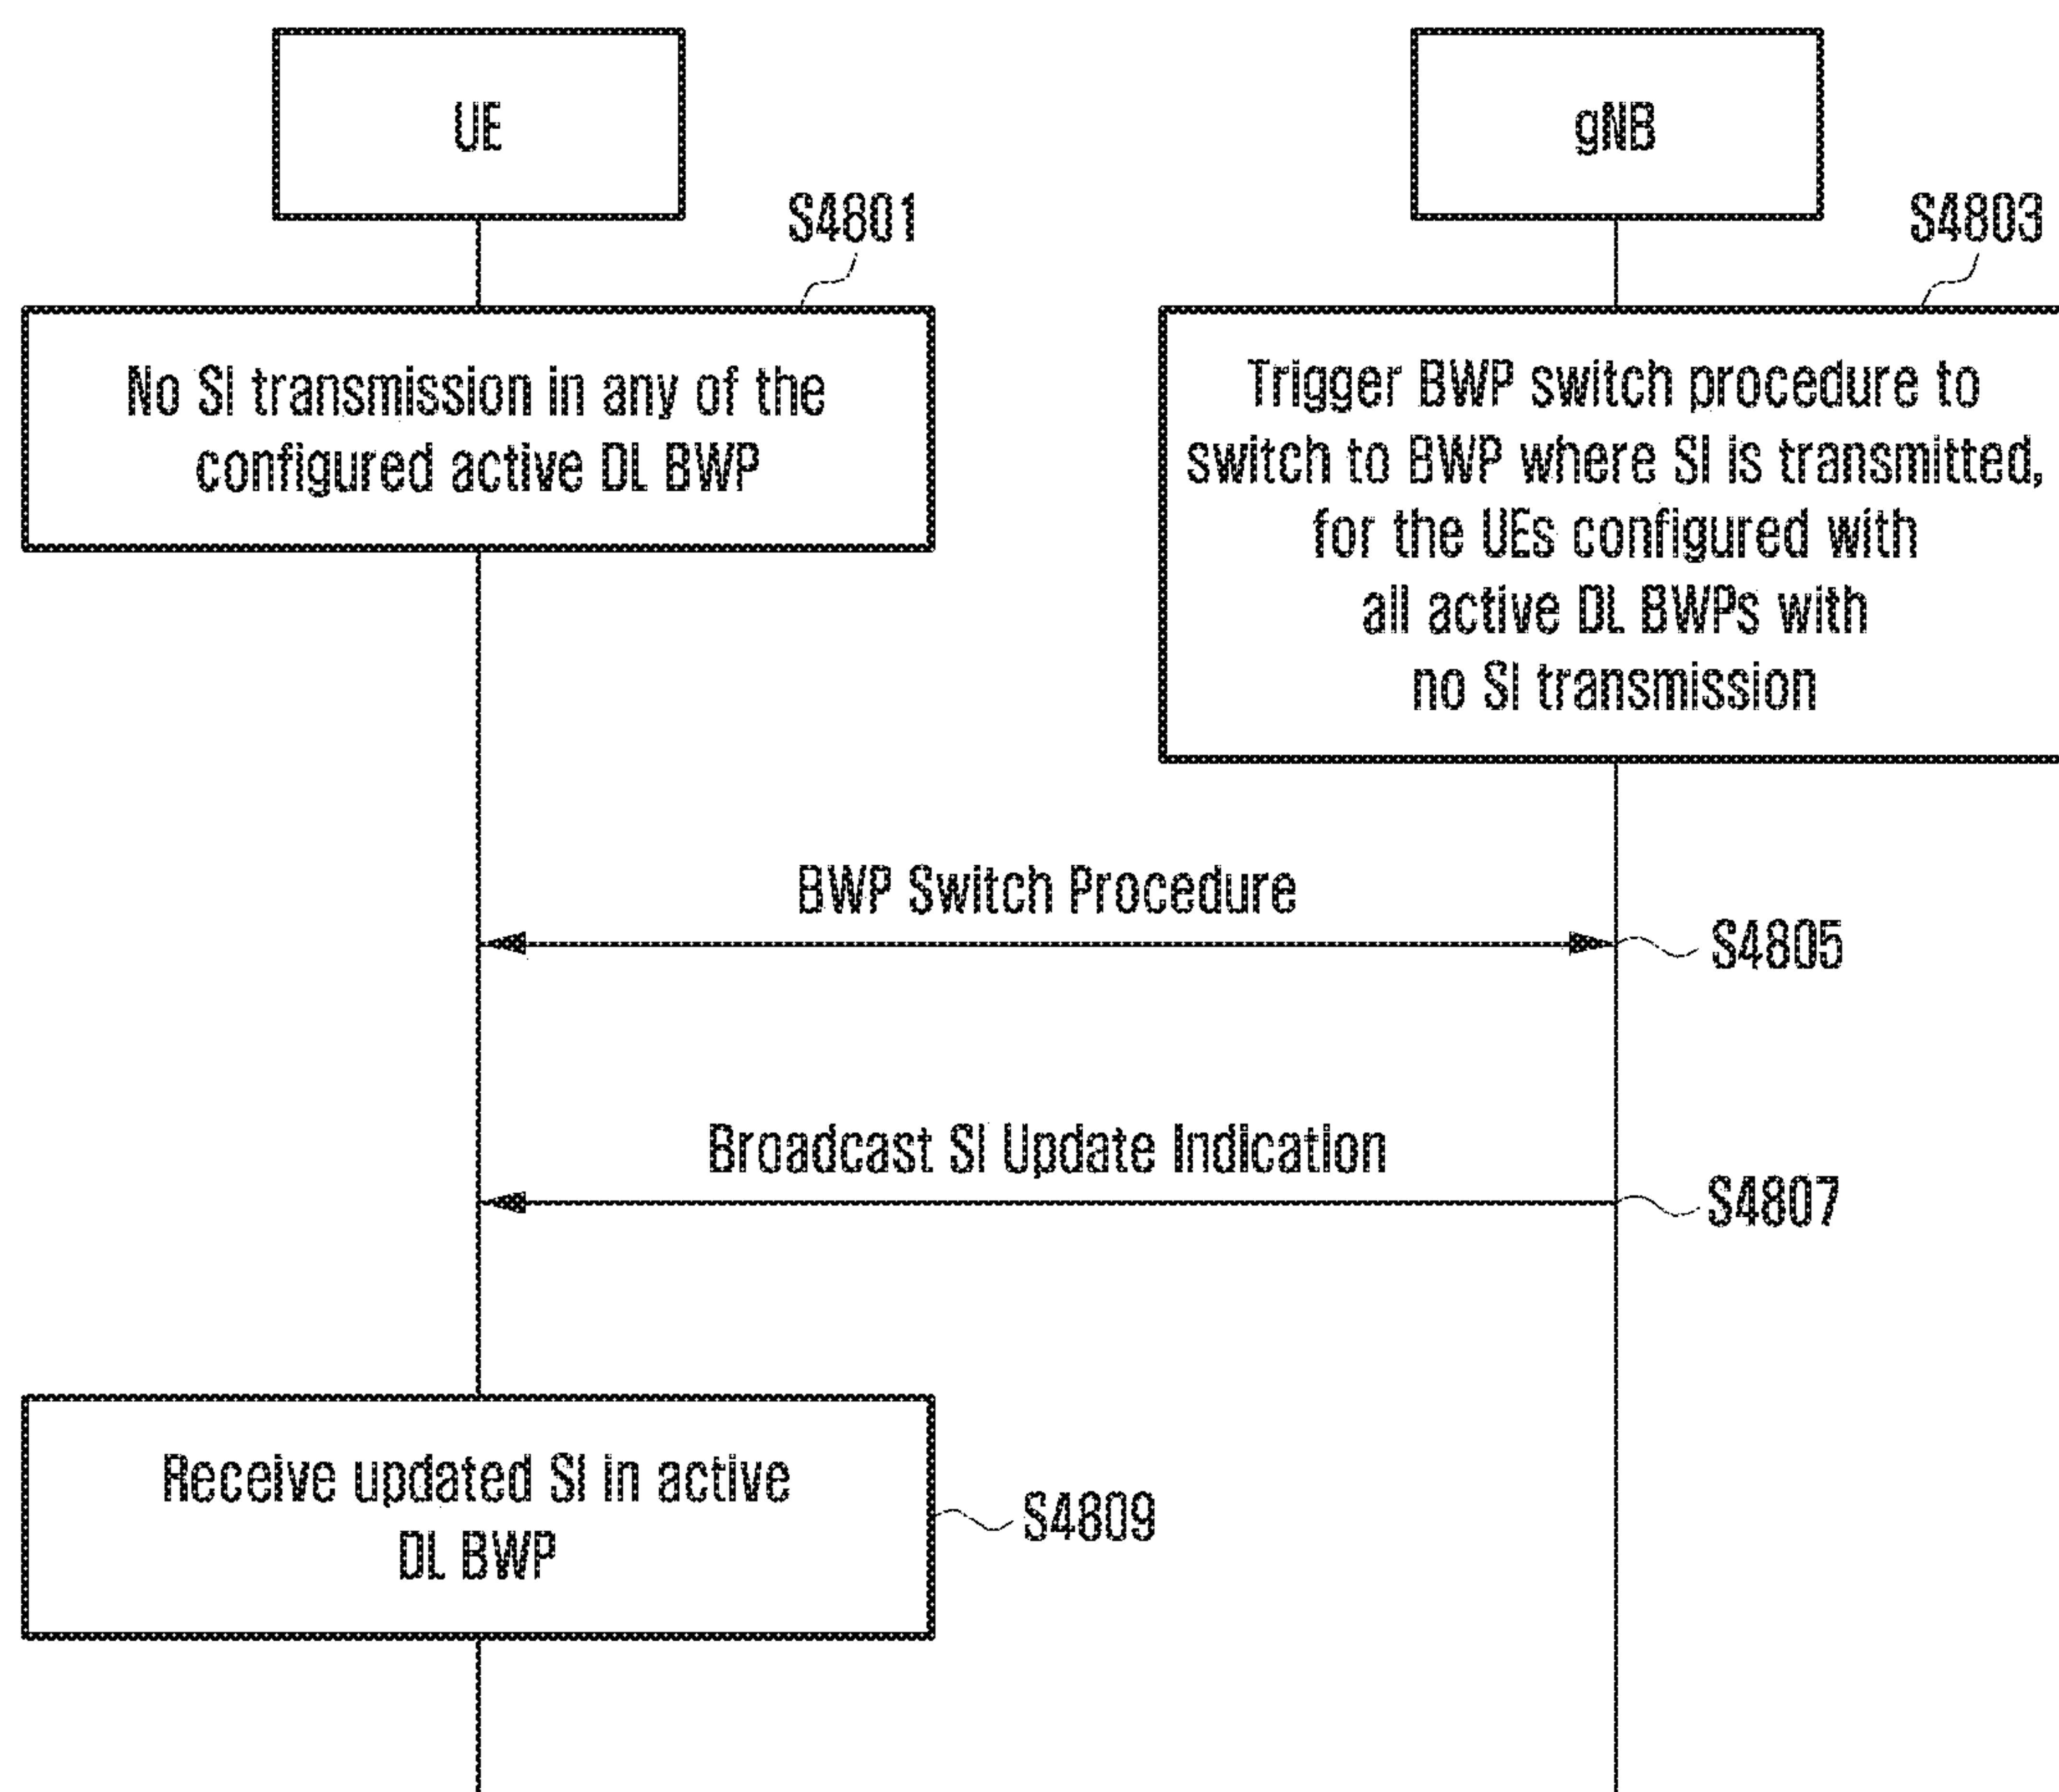 UE
gNB
S4801
S4803
No SI transmission in any of the
configured active DL BWP
Trigger BWP switch procedure to
switch to BWP where SI is transmitted,
for the UEs configured with
all active DL BWPs with
no SI transmission
BWP Switch Procedure
S4805
Broadcast SI Update Indication
S4807
Receive updated SI in active
DL BWP
S4809